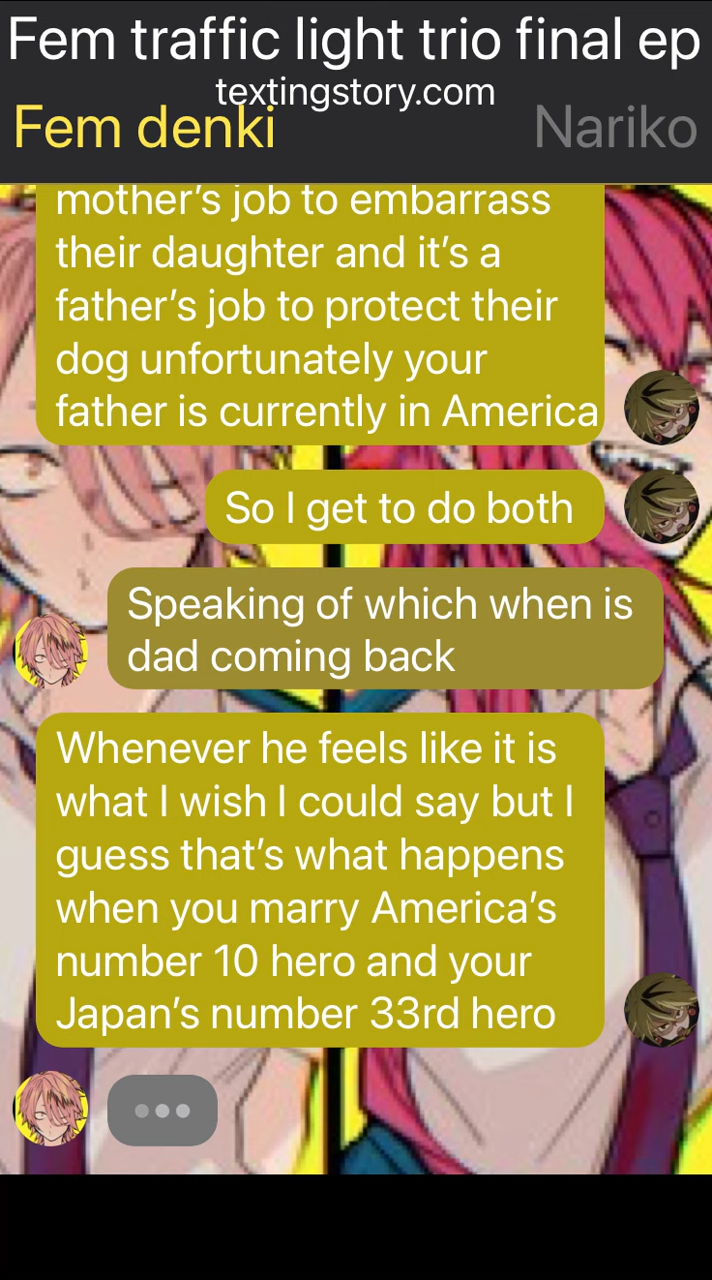 Fem traffic light trio final ep
textingstory.com
Fem denki
Nariko
mother's job to embarrass
their daughter and it's a
father's job to protect their
dog unfortunately your
father is currently in America
So I get to do both
Speaking of which when is
dad coming back
Whenever he feels like it is
what I wish I could say but I
guess that's what happens
when you marry America's
number 10 hero and your
Japan's number 33rd hero